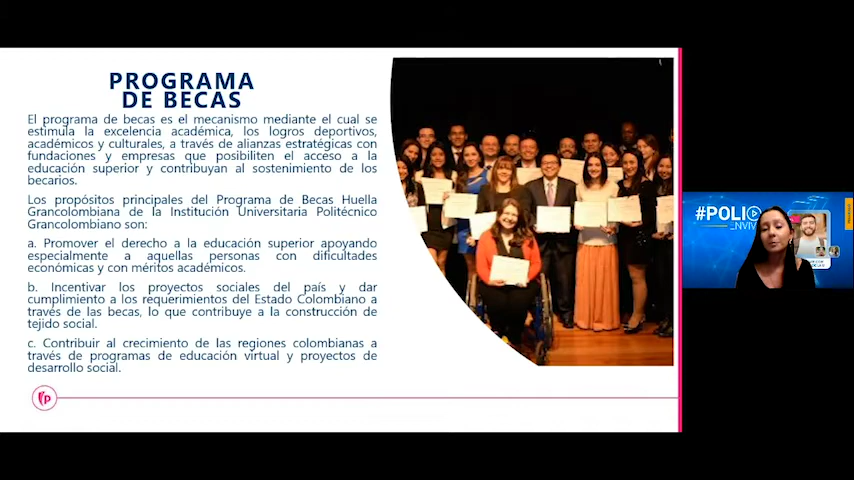 PROGRAMA
DE BECAS
El programa de becas es el mecanismo mediante el cual se
estimula la excelencia académica, los logros deportivos,
académicos y culturales, a través de alianzas estratégicas con
fundaciones y empresas que posibiliten el acceso a la
educación superior y contribuyan al sostenimiento de los
becarios.
Los propósitos principales del Programa de Becas Huella
Grancolombiana de la Institución Universitaria Politécnico
Grancolombiano son:
a. Promover el derecho a la educación superior apoyando
especialmente a aquellas personas con dificultades
económicas y con méritos académicos.
b. Incentivar los proyectos sociales del país y dar
cumplimiento a los requerimientos del Estado Colombiano a
través de las becas, lo que contribuye a la construcción de
tejido social.
c. Contribuir al crecimiento de las regiones colombianas a
través de programas de educación virtual y proyectos de
desarrollo social.
#POLI
ENVIV